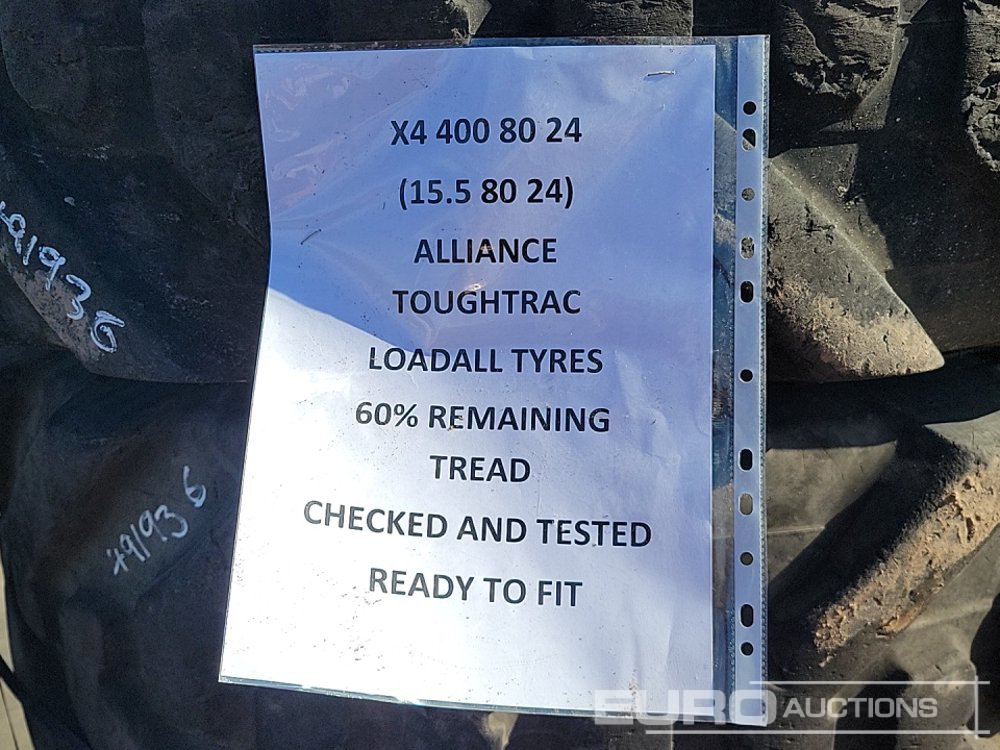 X4 400 80 24
(15.5 80 24)
ALLIANCE
TOUGHTRAC
LOADALL TYRES
60% REMAINING
TREAD
CHECKED AND TESTED
READY TO FIT
791936
EURO AUCTIONS